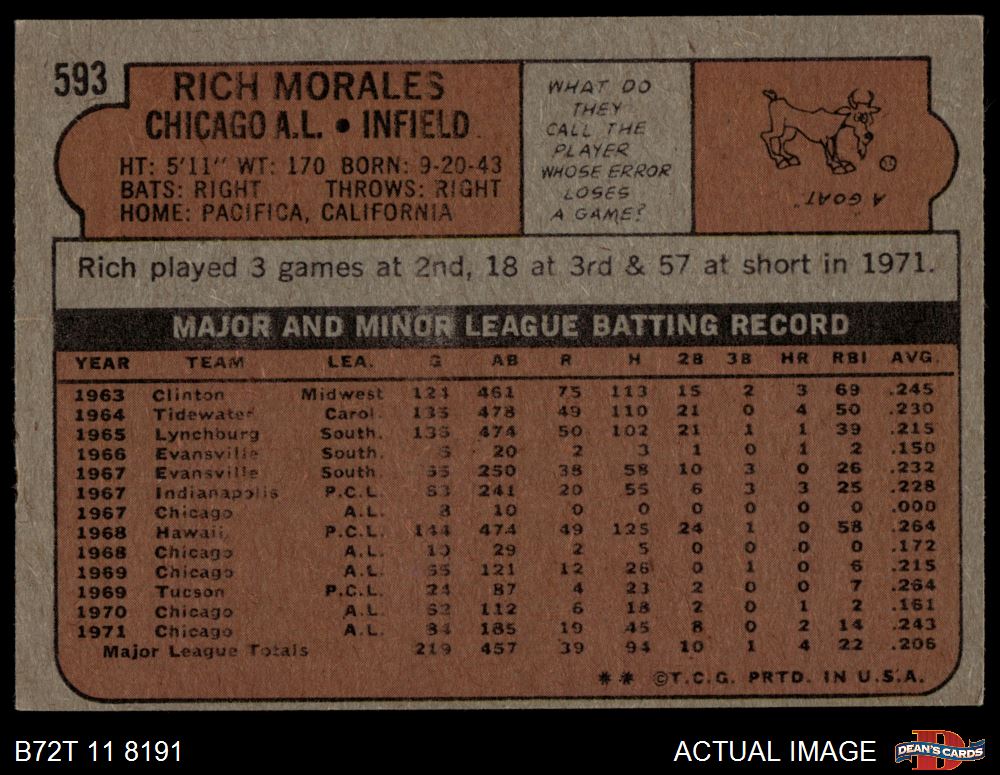 593
RICH MORALES
CHICAGO A.L. • INFIELD
HT: 5'11" WT: 170 BORN: 9-20-43
BATS: RIGHT THROWS: RIGHT
HOME: PACIFICA, CALIFORNIA
WHAT DO
THEY
CALL THE
PLAYER
WHOSE ERROR
LOSES
A GAME?
"A GOAT"
Rich played 3 games at 2nd, 18 at 3rd & 57 at short in 1971.
MAJOR AND MINOR LEAGUE BATTING RECORD
YEAR TEAM LEA. G AB R H 2B 3B HR RBI AVG.
1963 Clinton Midwest 461 75 113 15 2 3 69 .245
1964 Tidewater Carol. 135 478 49 110 21 0 4 50 .230
1965 Lynchburg South. 135 474 50 102 21 1 1 39 .215
1966 Evansville South. 20 2 3 1 0 1 2 .150
1967 Evansville South. 250 38 58 10 3 0 26 .232
1967 Indianapolis P.C.L. 241 20 55 6 3 3 25 .228
1967 Chicago A.L. 8 10 0 0 0 0 0 0 .000
1968 Hawaii P.C.L. 144 474 49 125 24 1 0 58 .264
1968 Chicago A.L. 10 29 2 5 0 0 0 0 .172
1969 Chicago A.L. 55 121 12 26 0 1 0 6 .215
1969 Tucson P.C.L. 24 87 4 23 2 0 0 7 .264
1970 Chicago A.L. 62 112 6 18 2 0 1 2 .161
1971 Chicago A.L. 84 185 19 45 8 0 2 14 .243
Major League Totals 219 457 39 94 10 1 4 22 .206
** ©T.C.G. PRTD. IN U.S.A.
B72T 11 8191
ACTUAL IMAGE
DEAN'S CARDS